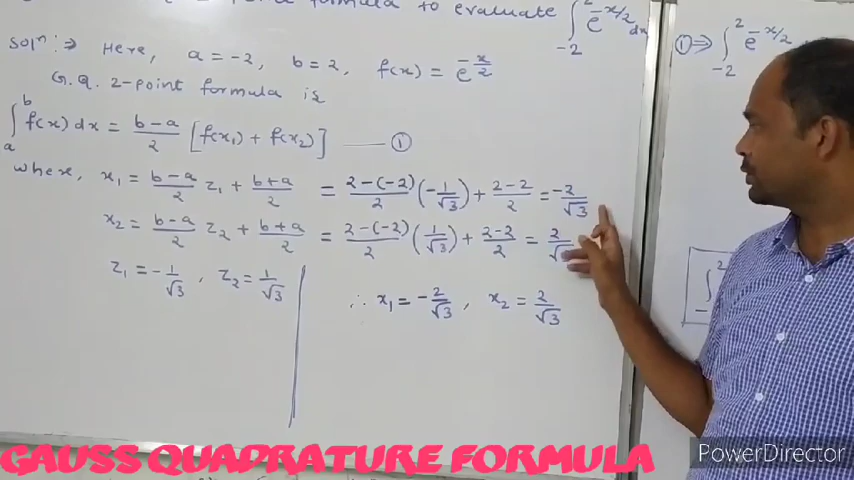 formula to evaluate ∫_{-2}^{2} e^{-x/2} dx
Solⁿ :⇒ Here, a = -2, b = 2, f(x) = e^{-x/2}
G.Q. 2-point formula is
∫_{a}^{b} f(x) dx = (b-a)/2 [f(x₁) + f(x₂)] —— ①
where, x₁ = (b-a)/2 z₁ + (b+a)/2 = (2-(-2))/2 (-1/√3) + (2-2)/2 = -2/√3
x₂ = (b-a)/2 z₂ + (b+a)/2 = (2-(-2))/2 (1/√3) + (2-2)/2 = 2/√
z₁ = -1/√3, z₂ = 1/√3
∴ x₁ = -2/√3, x₂ = 2/√3
①⇒ ∫_{-2}^{2} e^{-x/2}
∫^{2}
GAUSS QUADRATURE FORMULA
PowerDirector